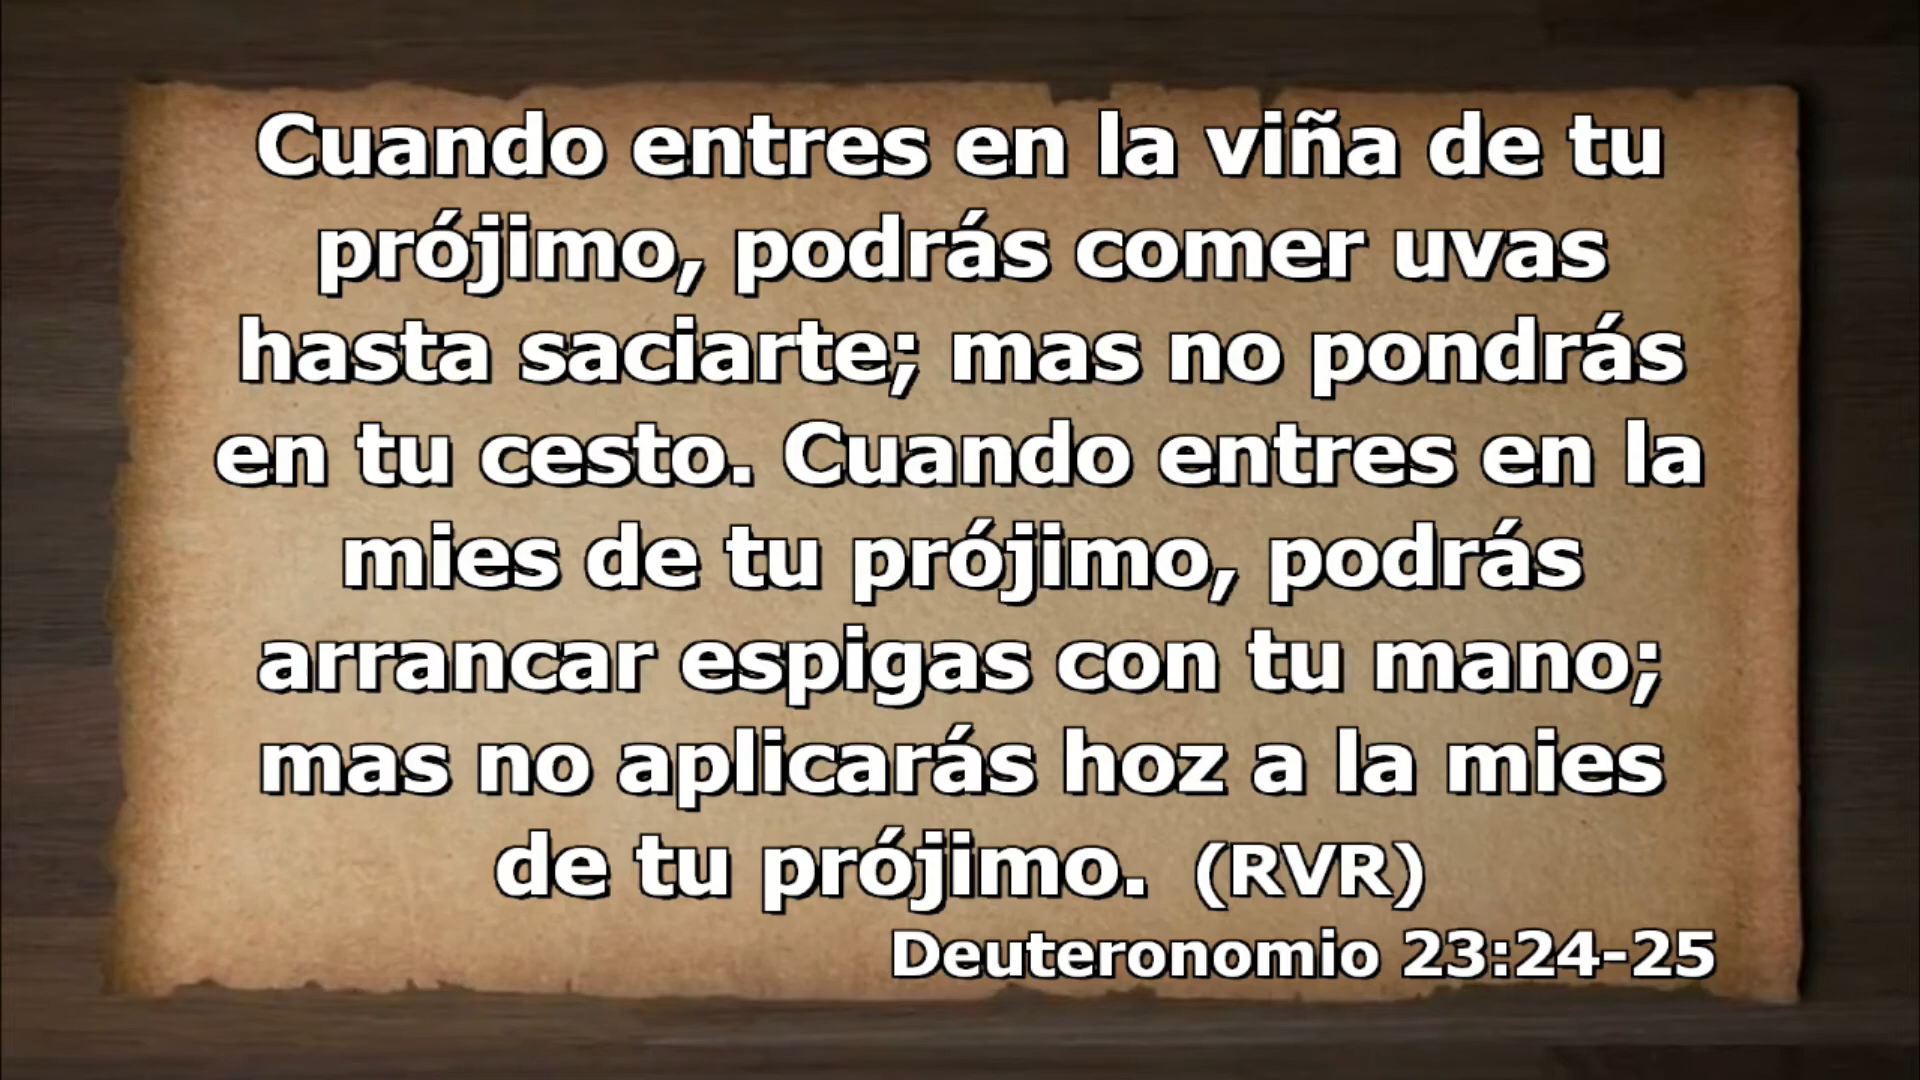 Cuando entres en la viña de tu
prójimo, podrás comer uvas
hasta saciarte; mas no pondrás
en tu cesto. Cuando entres en la
mies de tu prójimo, podrás
arrancar espigas con tu mano;
mas no aplicarás hoz a la mies
de tu prójimo. (RVR)
Deuteronomio 23:24-25